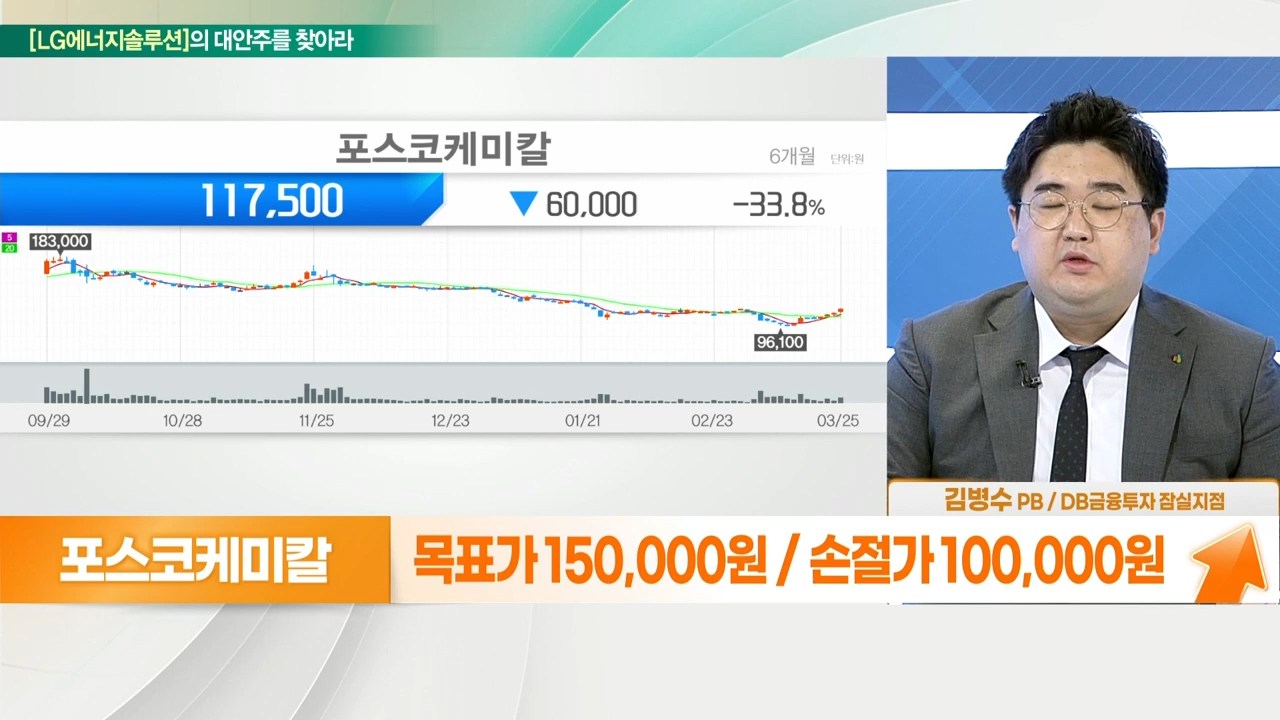 [LG에너지솔루션]의 대안주를 찾아라
포스코케미칼
6개월 단위:원
117,500 ▼ 60,000 -33.8%
5
20
183,000
96,100
09/29 10/28 11/25 12/23 01/21 02/23 03/25
김병수 PB / DB금융투자 잠실지점
포스코케미칼
목표가 150,000원 / 손절가 100,000원